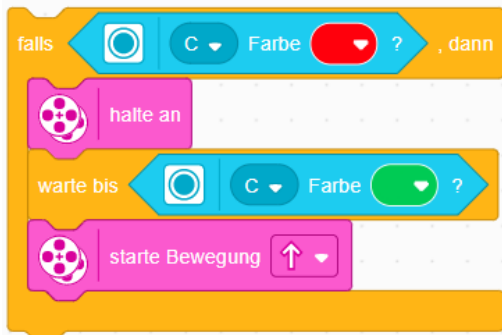 falls C Farbe ? , dann
halte an
warte bis C Farbe ?
starte Bewegung